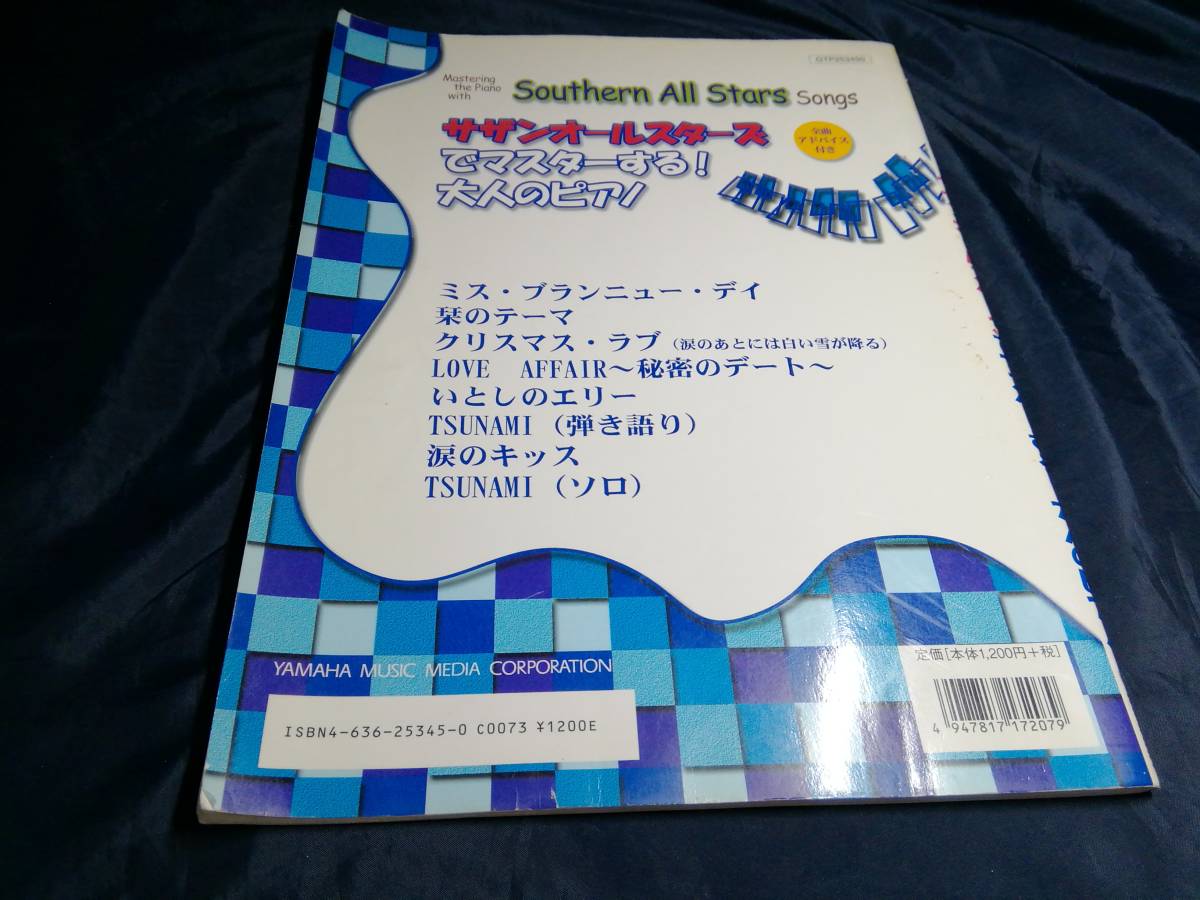 Mastering
the Piano
with
Southern All Stars Songs
サザンオールスターズ
でマスターする!
大人のピアノ
全曲
アドバイス
付き
ミス・ブランニュー・デイ
栞のテーマ
クリスマス・ラブ (涙のあとには白い雪が降る)
LOVE AFFAIR〜秘密のデート〜
いとしのエリー
TSUNAMI (弾き語り)
涙のキッス
TSUNAMI (ソロ)
YAMAHA MUSIC MEDIA CORPORATION
ISBN4-636-25345-0 C0073 ¥1200E
定価[本体1,200円+税]
4 947817 172079